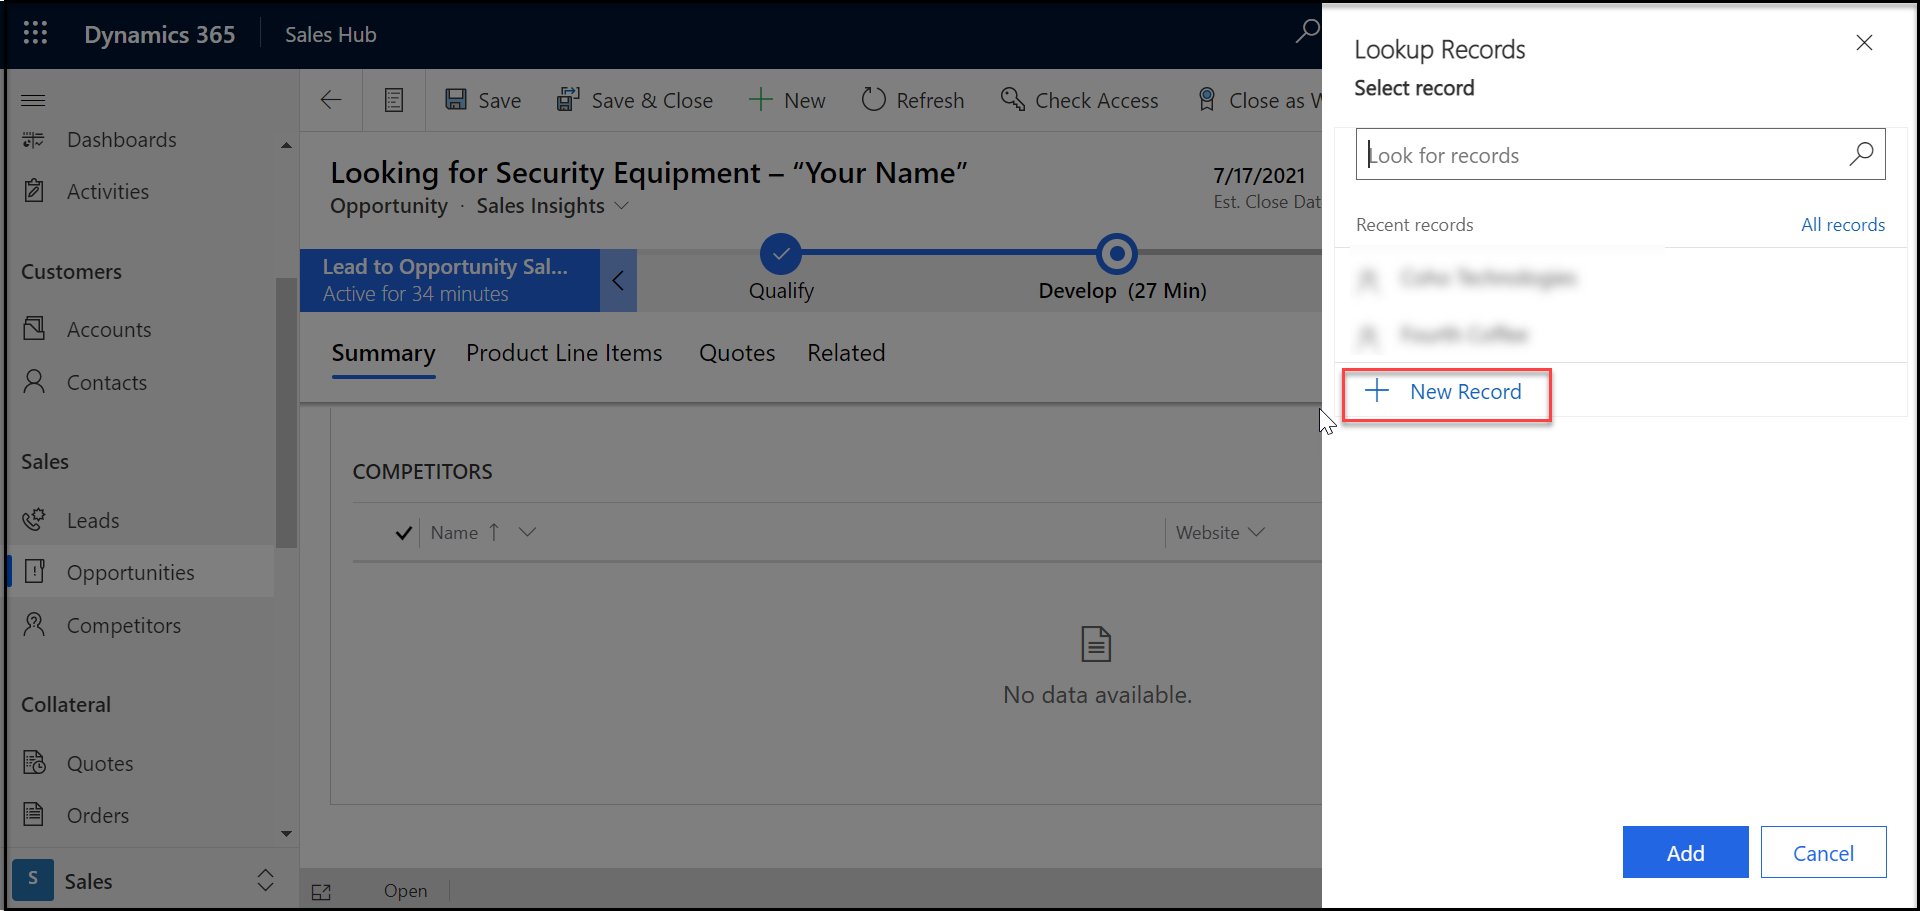 Dynamics 365
Sales Hub
Dashboards
Activities
Customers
Accounts
Contacts
Sales
Leads
Opportunities
Competitors
Collateral
Quotes
Orders
S
Sales
Save
Save & Close
New
Refresh
Check Access
Close as W
Looking for Security Equipment – “Your Name”
Opportunity · Sales Insights
7/17/2021
Est. Close Dat
Lead to Opportunity Sal...
Active for 34 minutes
Qualify
Develop (27 Min)
Summary
Product Line Items
Quotes
Related
COMPETITORS
Name
Website
No data available.
Open
Lookup Records
Select record
Look for records
Recent records
All records
Coho Technologies
Fourth Coffee
New Record
Add
Cancel